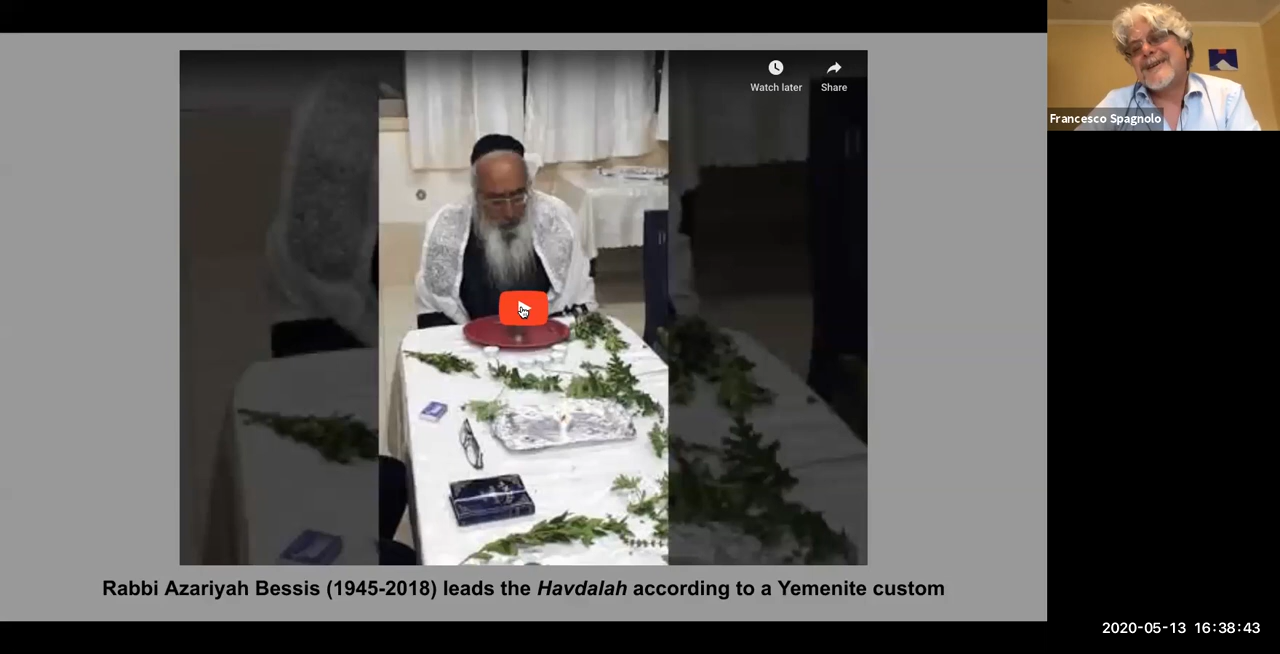 Watch later
Share
Francesco Spagnolo
Rabbi Azariyah Bessis (1945-2018) leads the Havdalah according to a Yemenite custom
2020-05-13 16:38:43